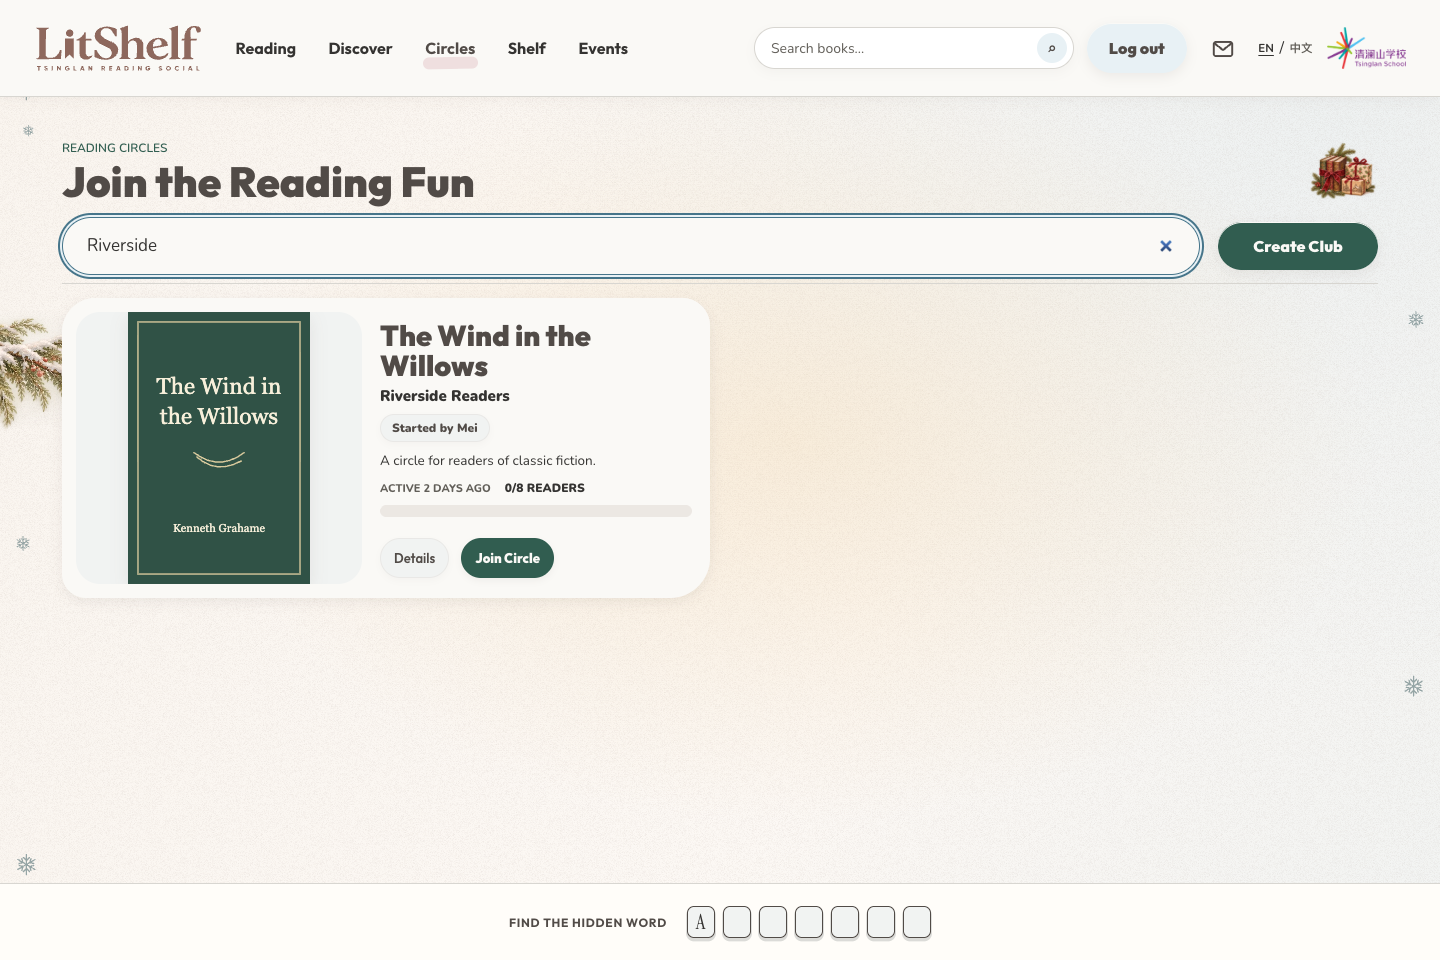 LitShelf
TSINGLAN READING SOCIAL
Reading
Discover
Circles
Shelf
Events
Search books...
Log out
EN / 中文
清澜山学校
Tsinglan School
READING CIRCLES
Join the Reading Fun
Riverside
Create Club
The Wind in
the Willows
Kenneth Grahame
The Wind in the
Willows
Riverside Readers
Started by Mei
A circle for readers of classic fiction.
ACTIVE 2 DAYS AGO 0/8 READERS
Details
Join Circle
FIND THE HIDDEN WORD
A